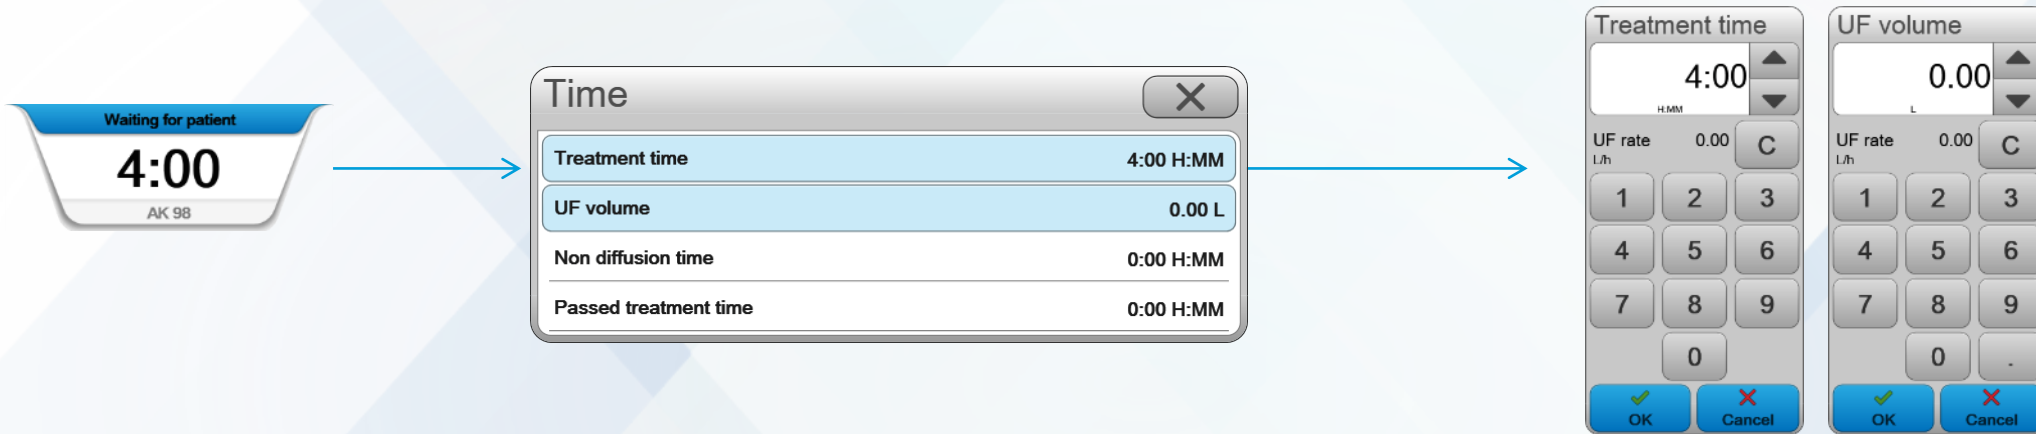 Waiting for patient
4:00
AK 98
Time
Treatment time 4:00 H:MM
UF volume 0.00 L
Non diffusion time 0:00 H:MM
Passed treatment time 0:00 H:MM
Treatment time
4:00
H:MM
UF rate 0.00 C
L/h
1 2 3
4 5 6
7 8 9
0
OK Cancel
UF volume
0.00
L
UF rate 0.00 C
L/h
1 2 3
4 5 6
7 8 9
0 .
OK Cancel